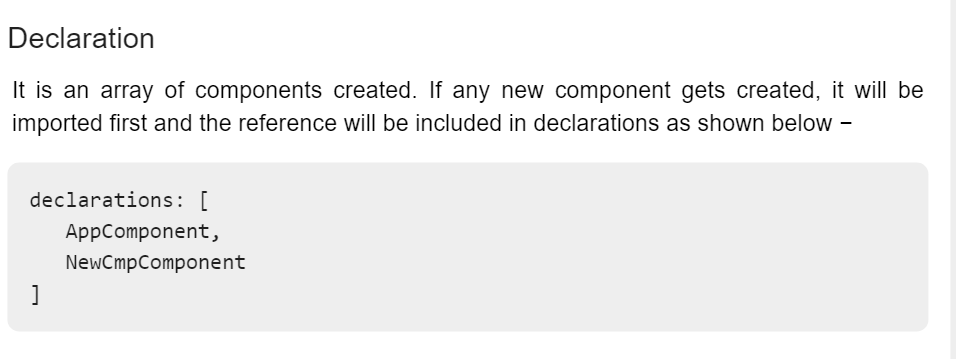 Declaration
It is an array of components created. If any new component gets created, it will be
imported first and the reference will be included in declarations as shown below −
declarations: [
   AppComponent,
   NewCmpComponent
]